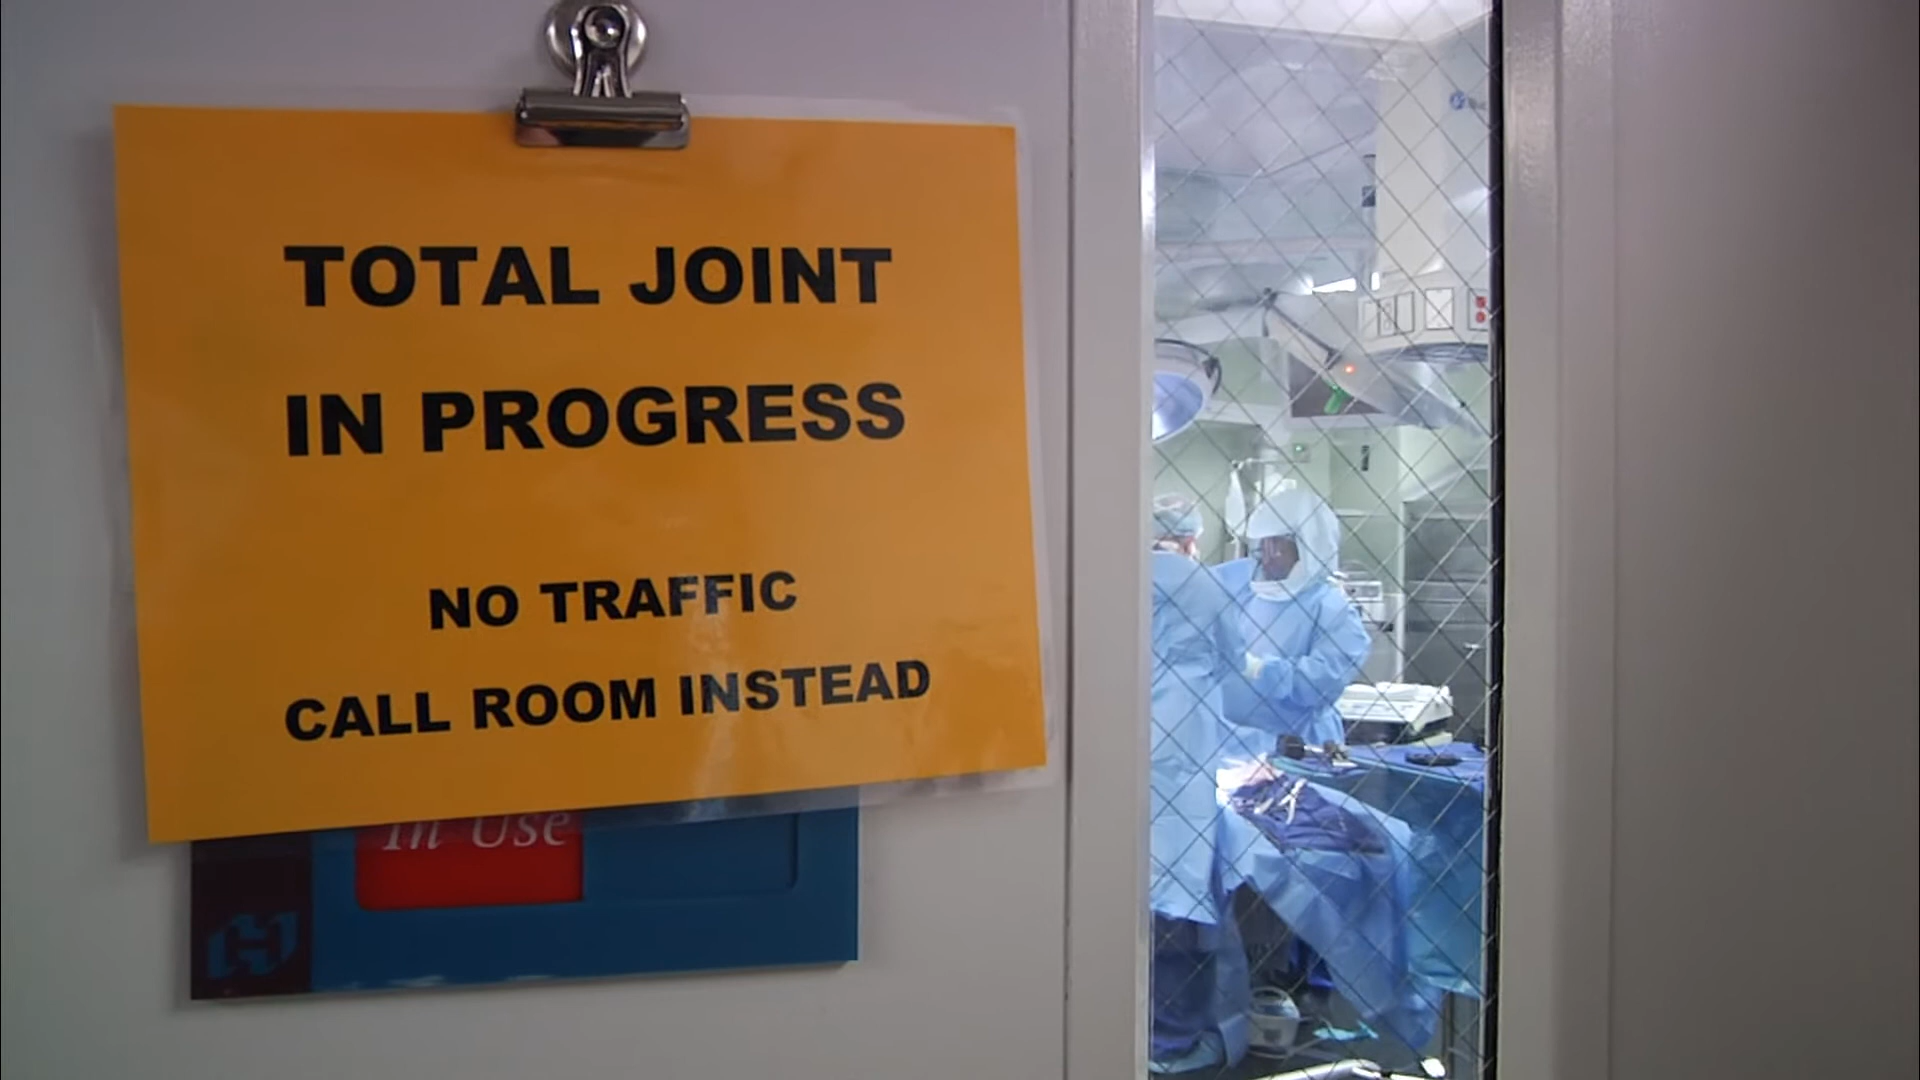 TOTAL JOINT
IN PROGRESS
NO TRAFFIC
CALL ROOM INSTEAD
In Use